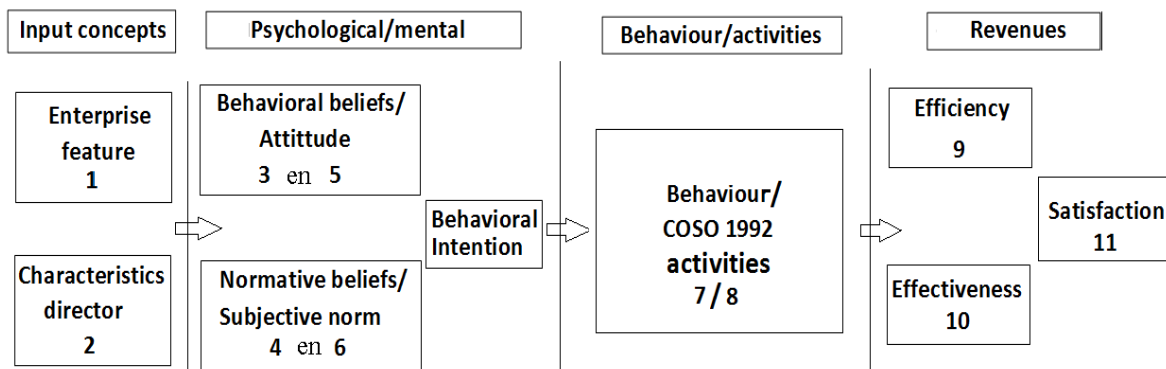 Input concepts
Psychological/mental
Behaviour/activities
Revenues
Enterprise
feature
1
Characteristics
director
2
Behavioral beliefs/
Attitude
3 en 5
Normative beliefs/
Subjective norm
4 en 6
Behavioral
Intention
Behaviour/
COSO 1992
activities
7 / 8
Efficiency
9
Effectiveness
10
Satisfaction
11